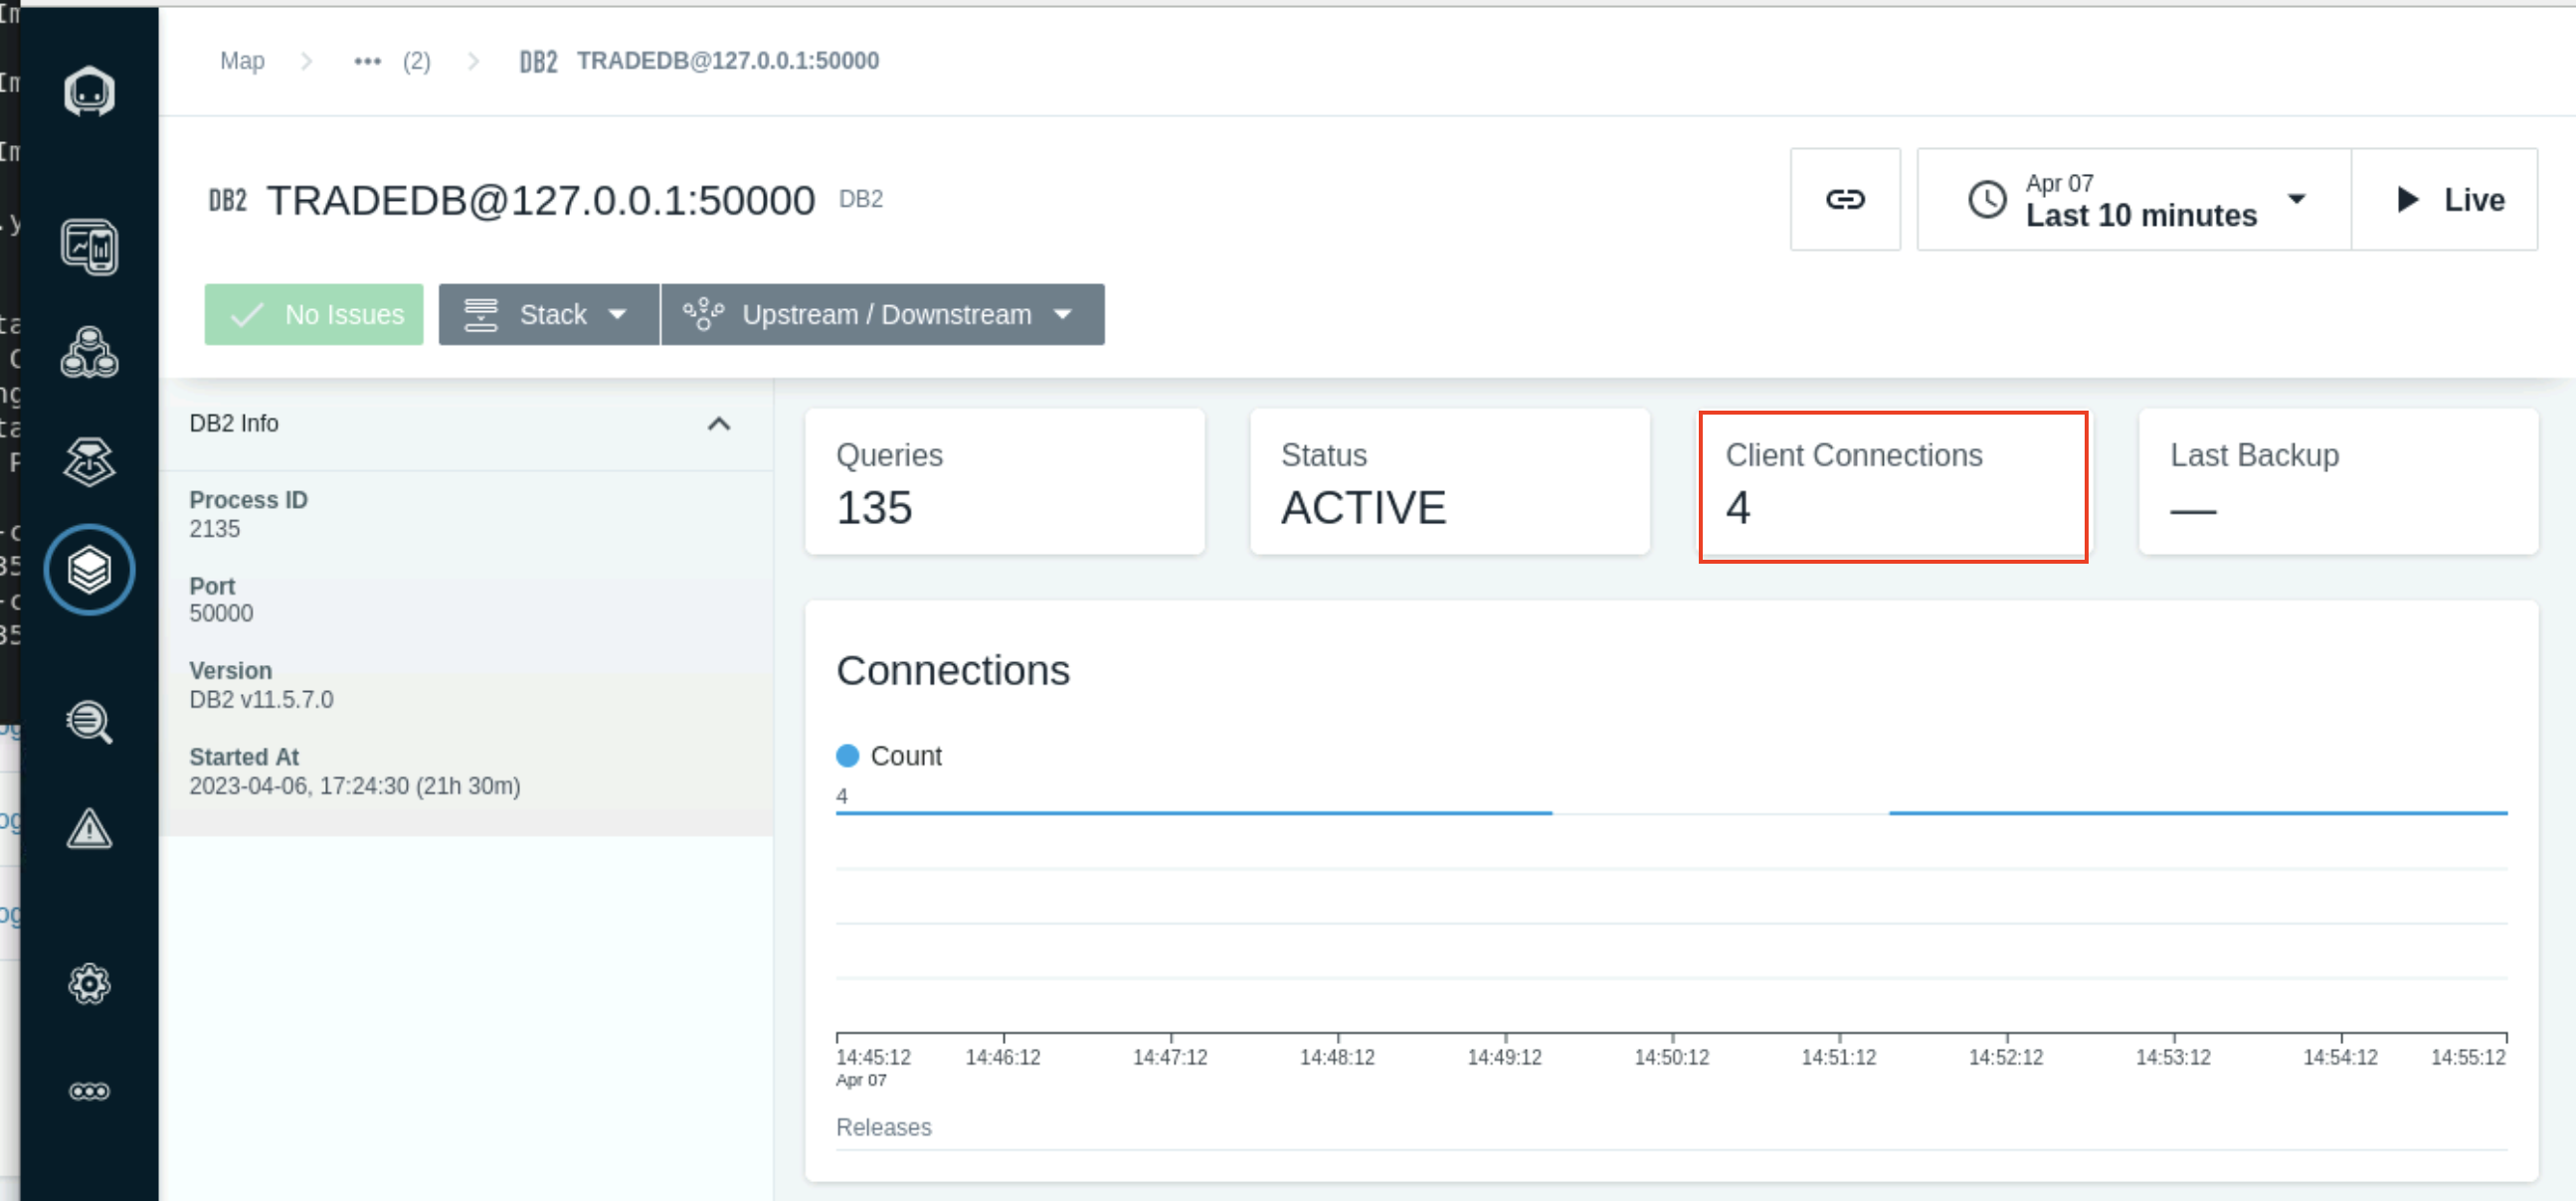 Map ••• (2) DB2 TRADEDB@127.0.0.1:50000
DB2 TRADEDB@127.0.0.1:50000 DB2
Apr 07
Last 10 minutes
Live
No Issues
Stack
Upstream / Downstream
DB2 Info
Process ID
2135
Port
50000
Version
DB2 v11.5.7.0
Started At
2023-04-06, 17:24:30 (21h 30m)
Queries
135
Status
ACTIVE
Client Connections
4
Last Backup
—
Connections
Count
4
14:45:12 14:46:12 14:47:12 14:48:12 14:49:12 14:50:12 14:51:12 14:52:12 14:53:12 14:54:12 14:55:12
Apr 07
Releases